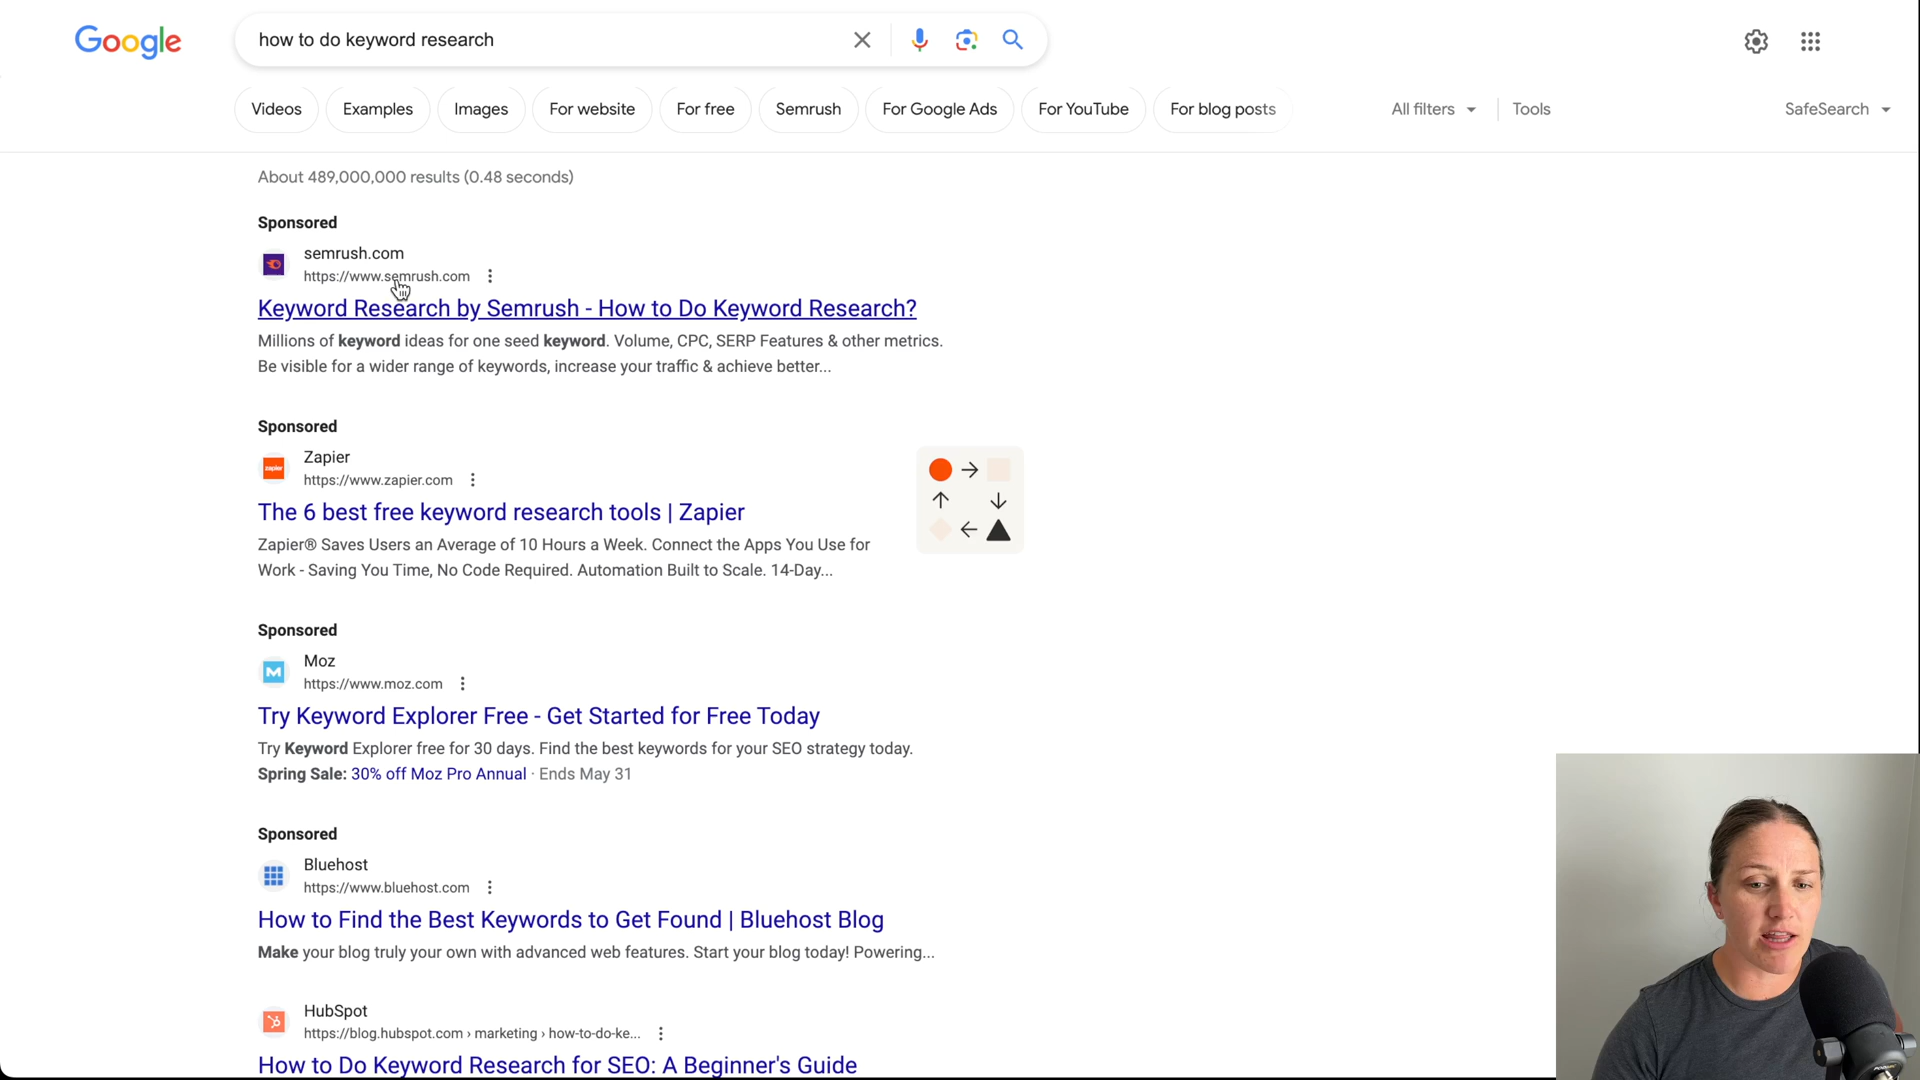 Google
how to do keyword research
Videos
Examples
Images
For website
For free
Semrush
For Google Ads
For YouTube
For blog posts
All filters
Tools
SafeSearch
About 489,000,000 results (0.48 seconds)
Sponsored
semrush.com
https://www.semrush.com
Keyword Research by Semrush - How to Do Keyword Research?
Millions of keyword ideas for one seed keyword. Volume, CPC, SERP Features & other metrics.
Be visible for a wider range of keywords, increase your traffic & achieve better...
Sponsored
zapier
Zapier
https://www.zapier.com
The 6 best free keyword research tools | Zapier
Zapier® Saves Users an Average of 10 Hours a Week. Connect the Apps You Use for
Work - Saving You Time, No Code Required. Automation Built to Scale. 14-Day...
Sponsored
M
Moz
https://www.moz.com
Try Keyword Explorer Free - Get Started for Free Today
Try Keyword Explorer free for 30 days. Find the best keywords for your SEO strategy today.
Spring Sale: 30% off Moz Pro Annual · Ends May 31
Sponsored
Bluehost
https://www.bluehost.com
How to Find the Best Keywords to Get Found | Bluehost Blog
Make your blog truly your own with advanced web features. Start your blog today! Powering...
HubSpot
https://blog.hubspot.com › marketing › how-to-do-ke...
How to Do Keyword Research for SEO: A Beginner's Guide